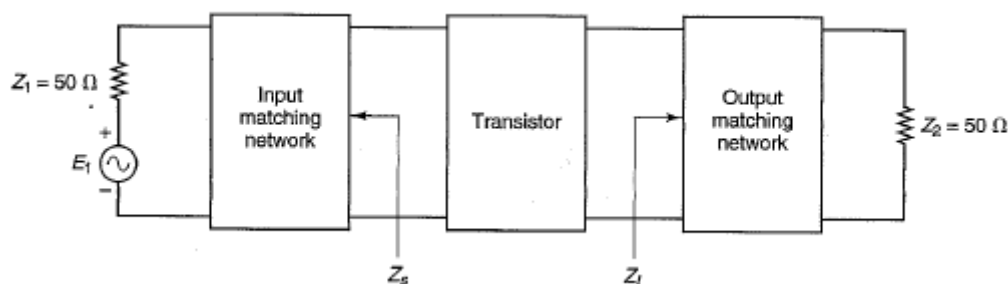 Z₁ = 50 Ω
+
E₁
−
Input
matching
network
Zₛ
Transistor
Zₗ
Output
matching
network
Z₂ = 50 Ω